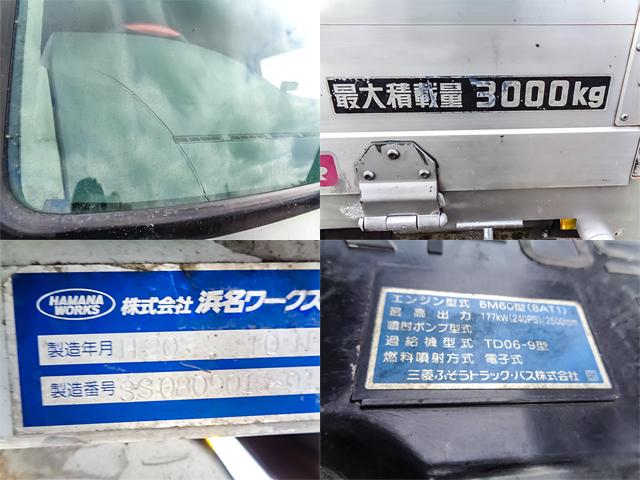 最大積載量 3000kg
R
HAMANA WORKS 株式会社 浜名ワークス
製造年月
製造番号
エンジン型式 6M60型(6AT1)
最高出力 177kW(240PS)/2600rpm
噴射ポンプ型式
過給機型式 TD06-9型
燃料噴射方式 電子式
三菱ふそうトラック・バス株式会社